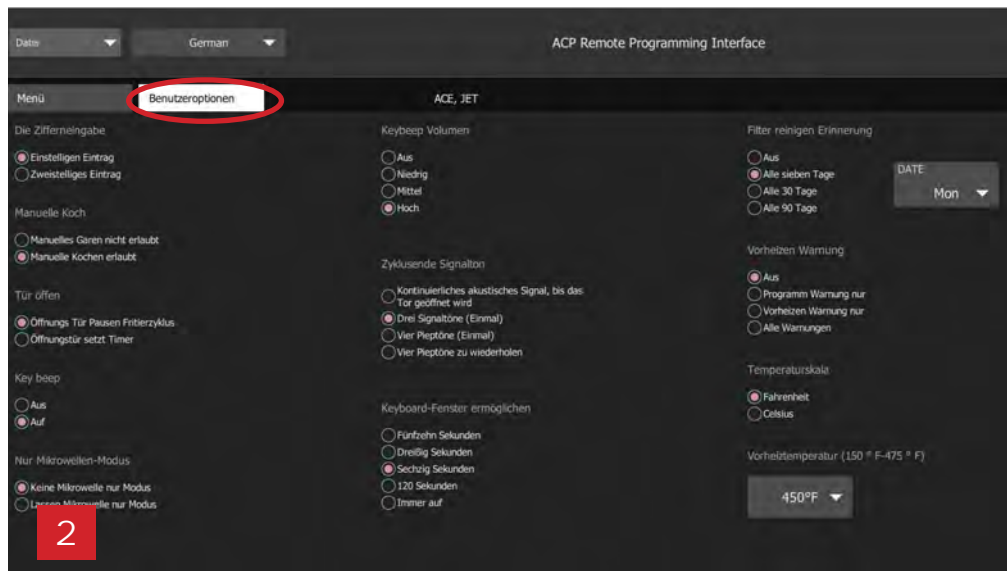 Datei
German
ACP Remote Programming Interface
Menü
Benutzeroptionen
ACE, JET
Die Zifferneingabe
Einstelligen Eintrag
Zweistelliges Eintrag
Manuelle Koch
Manuelles Garen nicht erlaubt
Manuelle Kochen erlaubt
Tür öffen
Öffnungs Tür Pausen Fritierzyklus
Öffnungstür setzt Timer
Key beep
Aus
Auf
Nur Mikrowellen-Modus
Keine Mikrowelle nur Modus
Lassen Mikrowelle nur Modus
Keybeep Volumen
Aus
Niedrig
Mittel
Hoch
Zyklusende Signalton
Kontinuierliches akustisches Signal, bis das
Tor geöffnet wird
Drei Signaltöne (Einmal)
Vier Pieptöne (Einmal)
Vier Pieptöne zu wiederholen
Keyboard-Fenster ermöglichen
Fünfzehn Sekunden
Dreißig Sekunden
Sechzig Sekunden
120 Sekunden
Immer auf
Filter reinigen Erinnerung
Aus
Alle sieben Tage
Alle 30 Tage
Alle 90 Tage
DATE
Mon
Vorheizen Warnung
Aus
Programm Warnung nur
Vorheizen Warnung nur
Alle Warnungen
Temperaturskala
Fahrenheit
Celsius
Vorheiztemperatur (150 ° F-475 ° F)
450°F
2